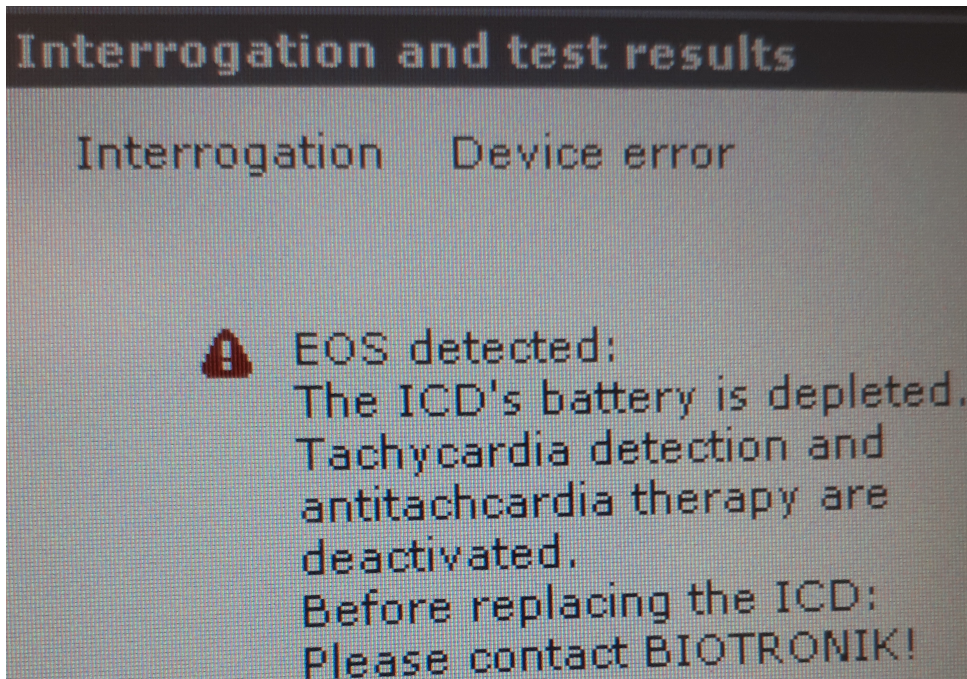 Interrogation and test results
Interrogation Device error
EOS detected:
The ICD's battery is depleted.
Tachycardia detection and
antitachcardia therapy are
deactivated.
Before replacing the ICD:
Please contact BIOTRONIK!